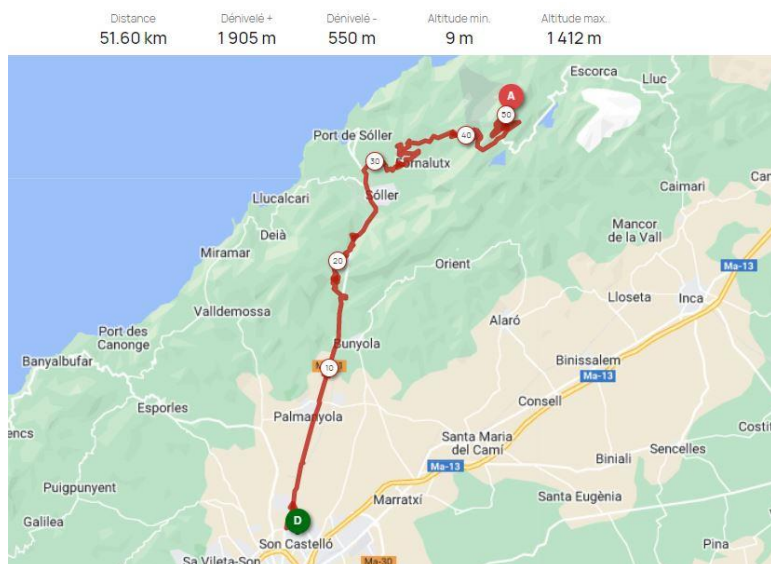 Distance
Dénivelé +
Dénivelé -
Altitude min.
Altitude max.
51.60 km
1 905 m
550 m
9 m
1 412 m
Escorca
Lluc
A
50
Port de Sóller
40
30
Sóller
Caimari
Llucalcari
Mancor
de la Vall
Deià
Miramar
20
Orient
Ma-13
Lloseta
Inca
Valldemossa
Alaró
Port des
Canonge
Bunyola
Banyalbufar
10
Binissalem
Ma-13
Esporles
Consell
Palmanyola
Santa Maria
del Camí
Sencelles
Biniali
Ma-13
Puigpunyent
Marratxí
Santa Eugènia
Galilea
D
Son Castelló
Pina
Sa Vileta-Son
Ma-30